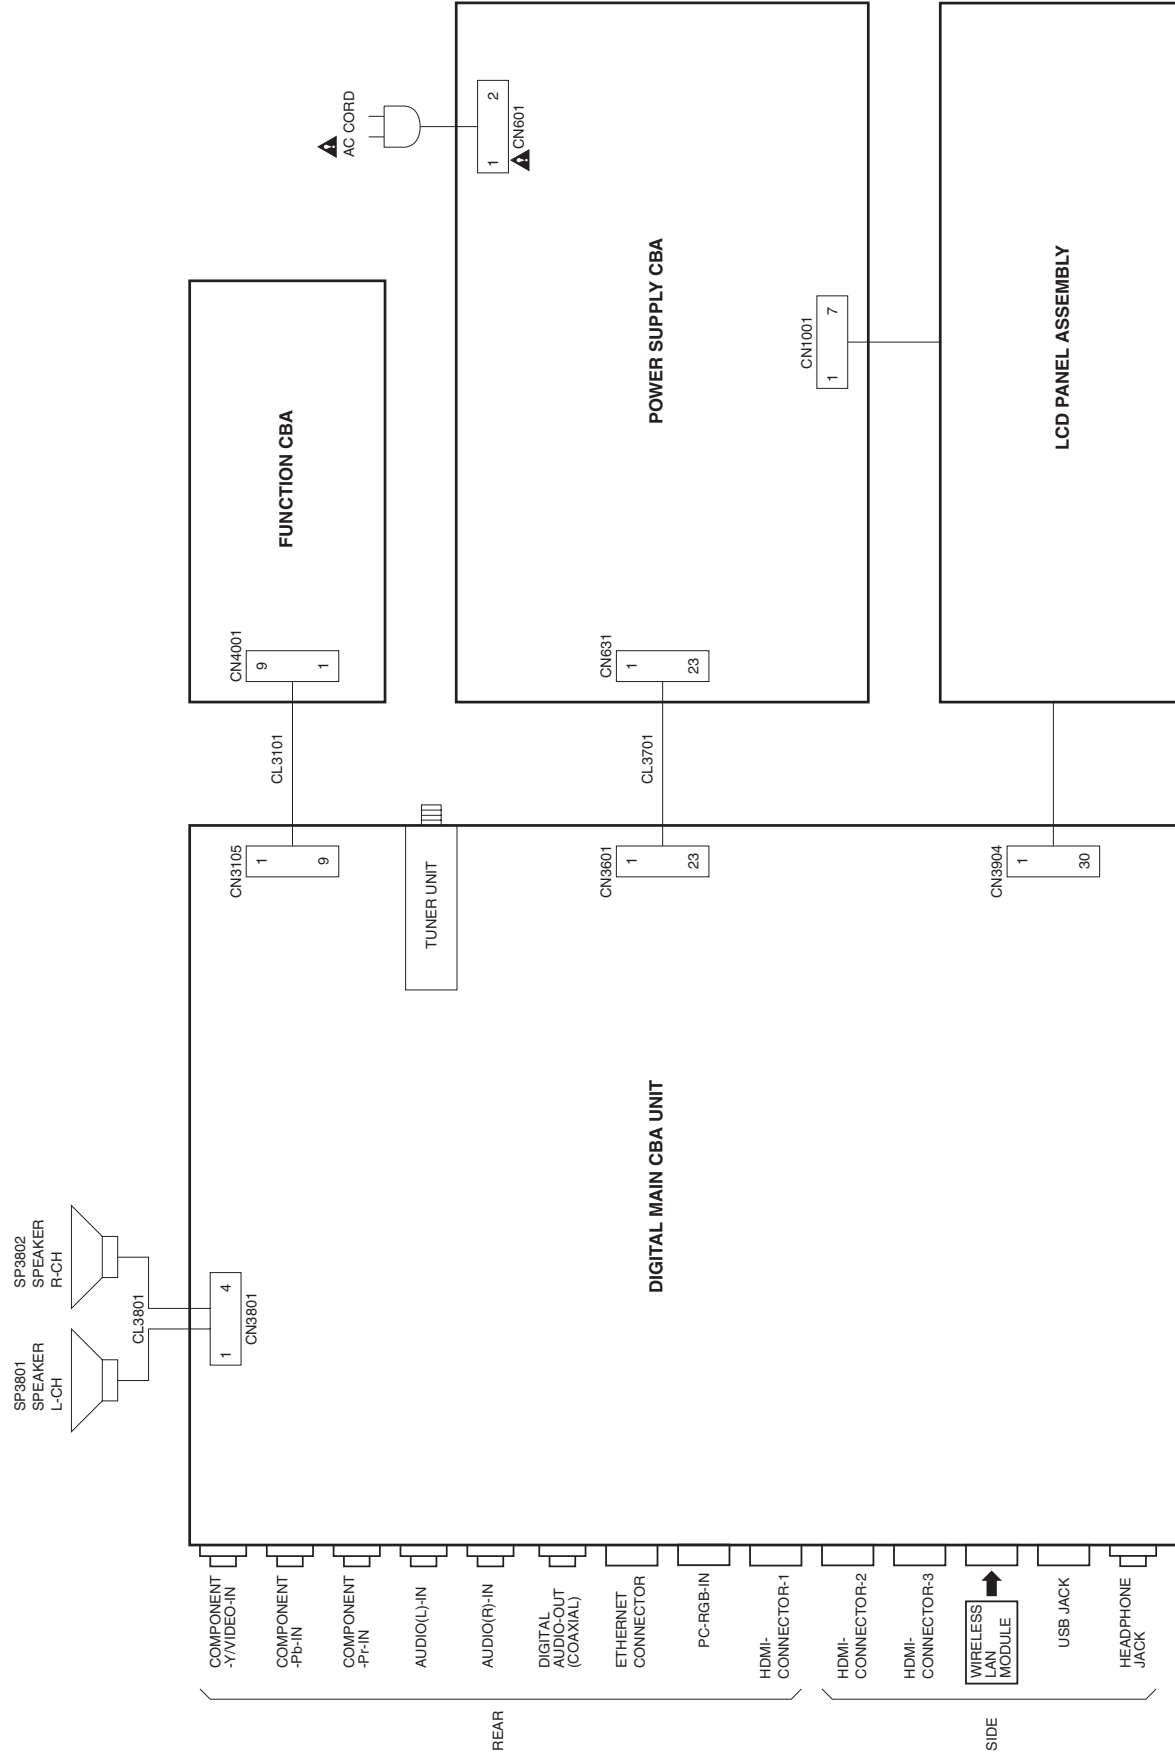 SP3801
SPEAKER
L-CH
SP3802
SPEAKER
R-CH
CL3801
1 4
CN3801
AC CORD
1 2
CN601
REAR
COMPONENT
-Y/VIDEO-IN
COMPONENT
-Pb-IN
COMPONENT
-Pr-IN
AUDIO(L)-IN
AUDIO(R)-IN
DIGITAL
AUDIO-OUT
(COAXIAL)
ETHERNET
CONNECTOR
PC-RGB-IN
HDMI-
CONNECTOR-1
SIDE
HDMI-
CONNECTOR-2
HDMI-
CONNECTOR-3
WIRELESS
LAN
MODULE
USB JACK
HEADPHONE
JACK
DIGITAL MAIN CBA UNIT
TUNER UNIT
CN3105
1
9
CL3101
CN4001
9
1
FUNCTION CBA
CN3601
1
23
CL3701
CN631
1
23
POWER SUPPLY CBA
CN1001
1 7
CN3904
1
30
LCD PANEL ASSEMBLY